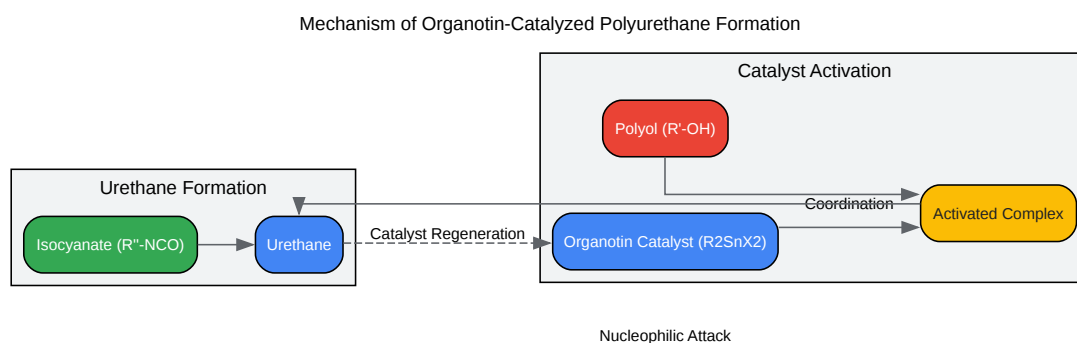 Mechanism of Organotin-Catalyzed Polyurethane Formation
Catalyst Activation
Polyol (R'-OH)
Urethane Formation
Coordination
Activated Complex
Isocyanate (R''-NCO)
Urethane
Catalyst Regeneration
Organotin Catalyst (R2SnX2)
Nucleophilic Attack